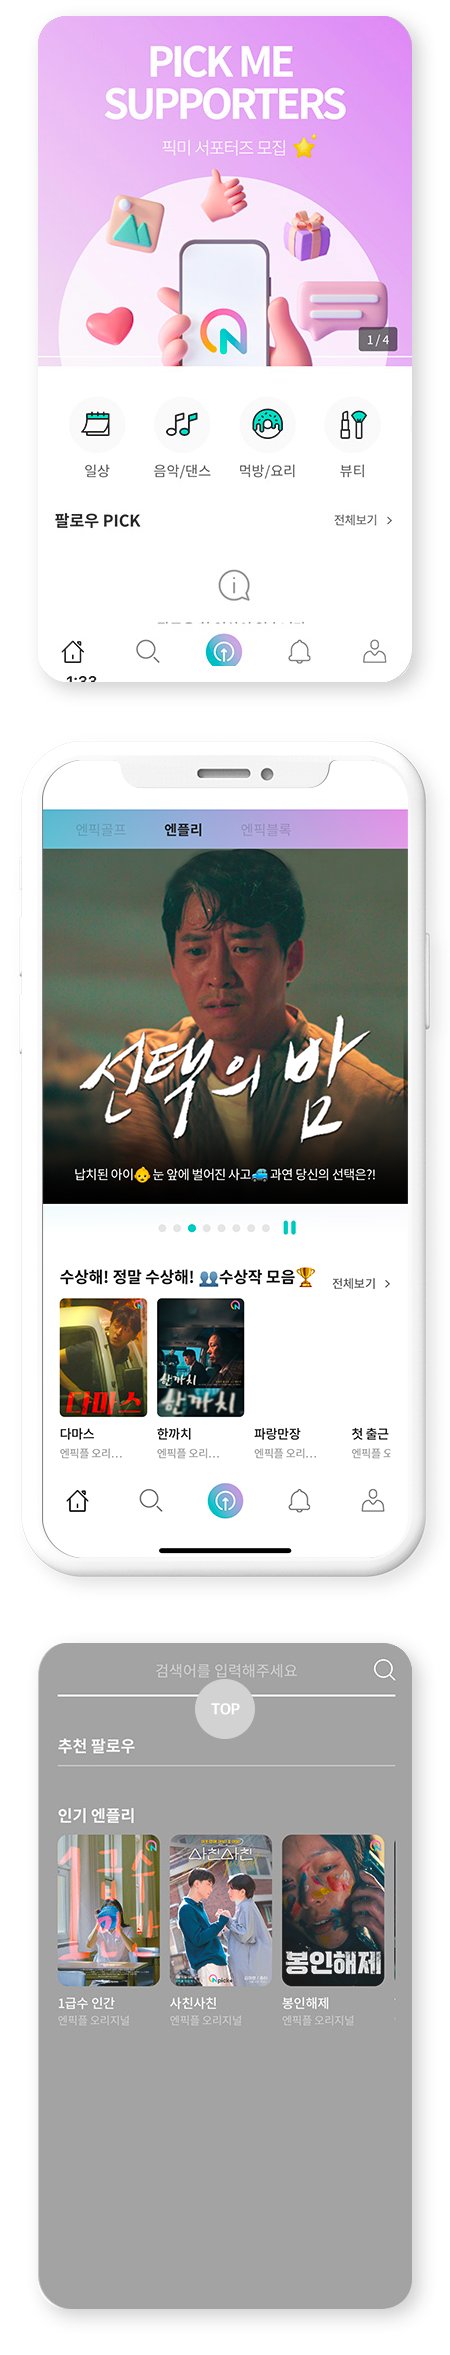 PICK ME
SUPPORTERS
픽미 서포터즈 모집
1 / 4
일상
음악/댄스
먹방/요리
뷰티
팔로우 PICK
전체보기
1:33
엔픽골프
엔플리
엔픽블록
선택의 밤
납치된 아이👶눈 앞에 벌어진 사고🚙과연 당신의 선택은?!
수상해! 정말 수상해! 👥수상작 모음🏆
전체보기
다마스
한까치
한까치
다마스
한까치
파랑만장
첫 출근
엔픽플 오리...
엔픽플 오리...
엔픽플 오리...
엔픽플 오
검색어를 입력해주세요
TOP
추천 팔로우
인기 엔플리
1급수 인간
사친사친
Npick
봉인해제
1급수 인간
사친사친
봉인해제
엔픽플 오리지널
엔픽플 오리지널
엔픽플 오리지널